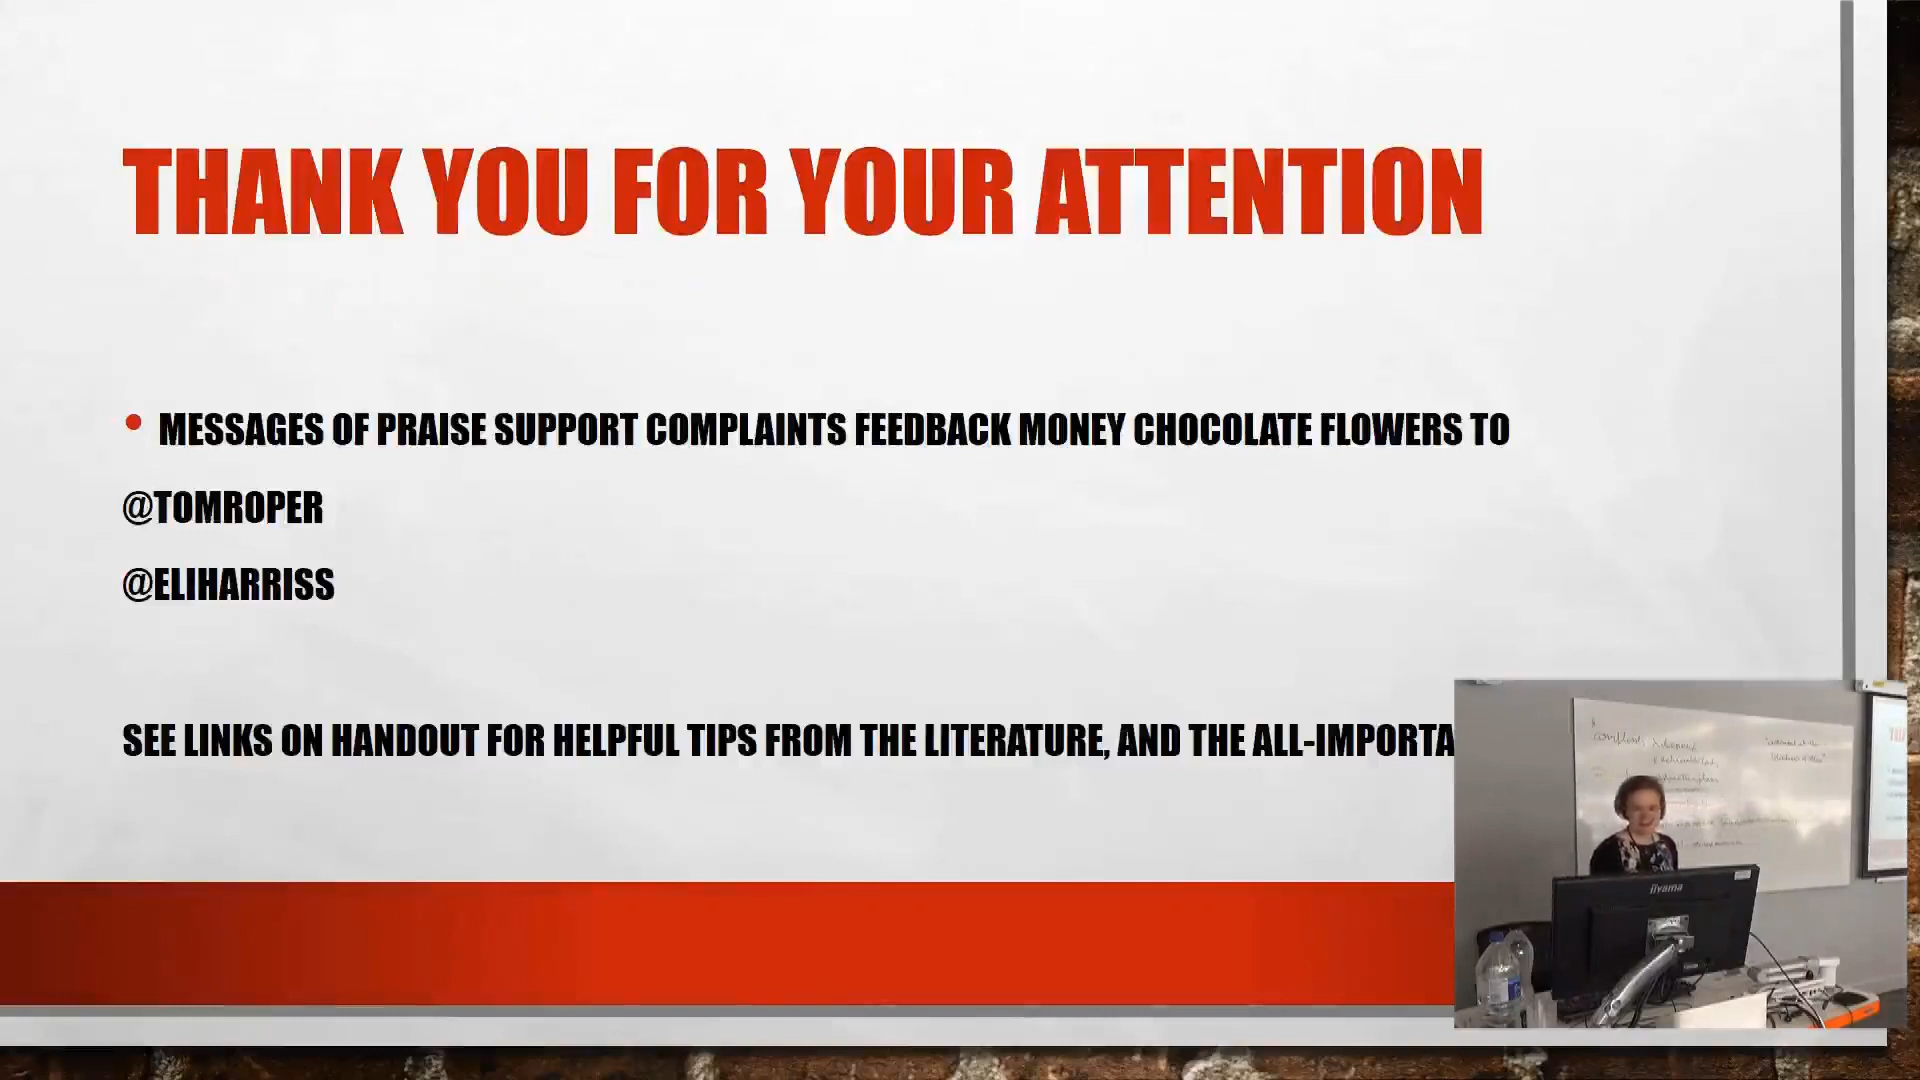 THANK YOU FOR YOUR ATTENTION
• MESSAGES OF PRAISE SUPPORT COMPLAINTS FEEDBACK MONEY CHOCOLATE FLOWERS TO
@TOMROPER
@ELIHARRISS
SEE LINKS ON HANDOUT FOR HELPFUL TIPS FROM THE LITERATURE, AND THE ALL-IMPORTA
iiyama